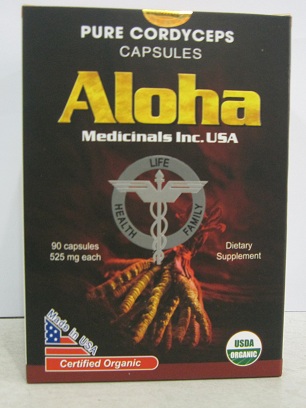 PURE CORDYCEPS
CAPSULES
Aloha
Medicinals Inc. USA
LIFE
HEALTH
FAMILY
90 capsules
525 mg each
Dietary
Supplement
Made in USA
Certified Organic
USDA
ORGANIC